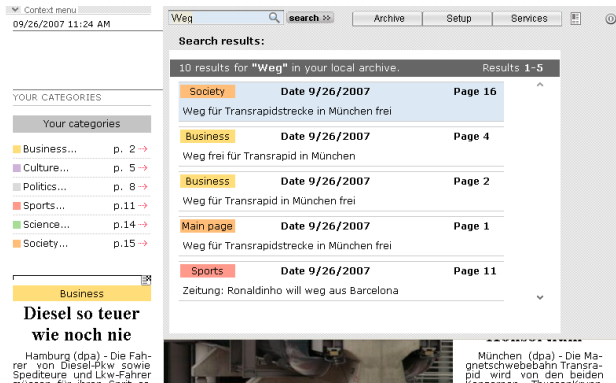 Context menu
09/26/2007 11:24 AM
YOUR CATEGORIES
Your categories
Business... p. 2
Culture... p. 5
Politics... p. 8
Sports... p.11
Science... p.14
Society... p.15
Business
Diesel so teuer
wie noch nie
Hamburg (dpa) - Die Fah-
rer von Diesel-Pkw sowie
Spediteure und Lkw-Fahrer
müssen für ihren Sprit so
Weg search >> Archive Setup Services
Search results:
10 results for "Weg" in your local archive. Results 1-5
Society Date 9/26/2007 Page 16
Weg für Transrapidstrecke in München frei
Business Date 9/26/2007 Page 4
Weg frei für Transrapid in München
Business Date 9/26/2007 Page 2
Weg für Transrapid in München frei
Main page Date 9/26/2007 Page 1
Weg für Transrapidstrecke in München frei
Sports Date 9/26/2007 Page 11
Zeitung: Ronaldinho will weg aus Barcelona
München (dpa) - Die Ma-
gnetschwebebahn Transra-
pid wird von den beiden